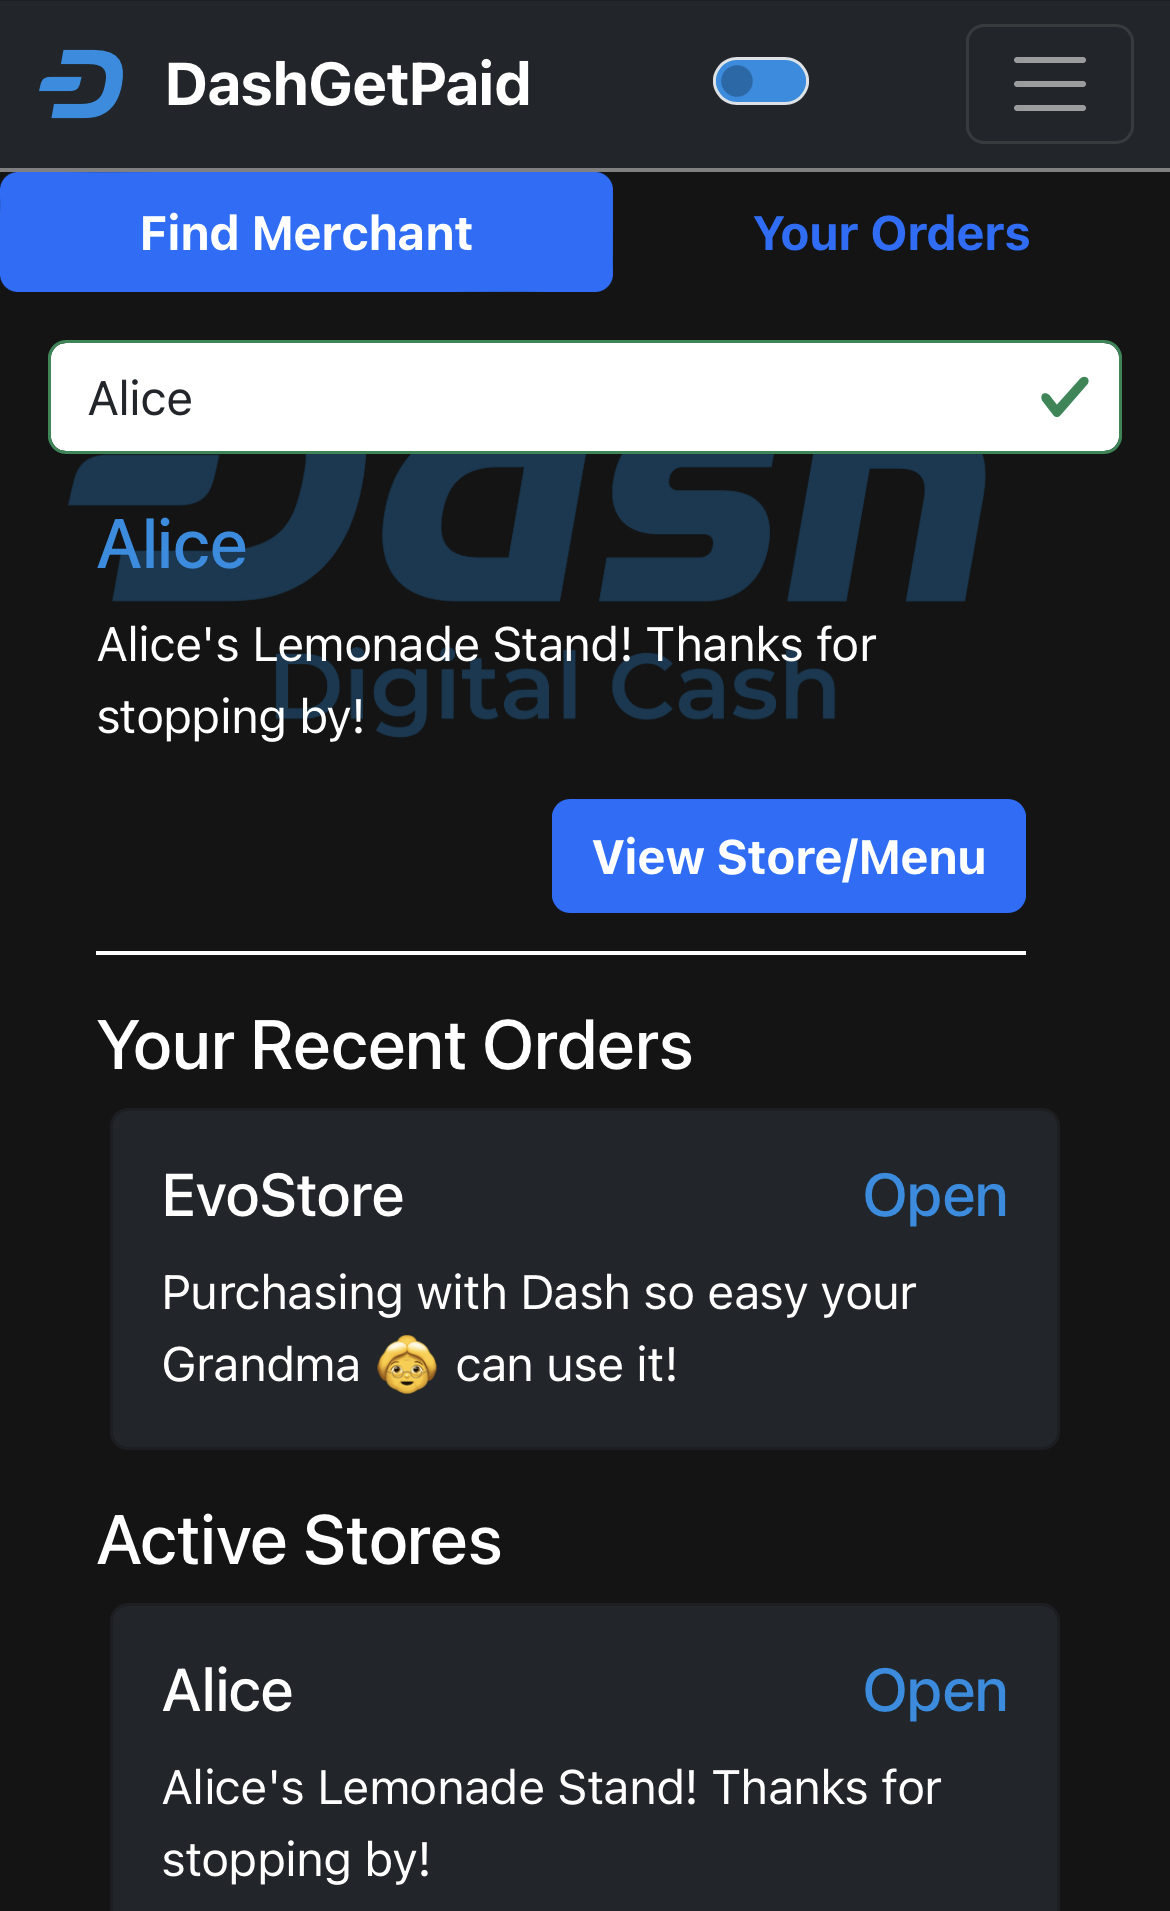 DashGetPaid
Find Merchant
Your Orders
Alice
Dash
Digital Cash
Alice
Alice's Lemonade Stand! Thanks for
stopping by!
View Store/Menu
Your Recent Orders
EvoStore
Open
Purchasing with Dash so easy your
Grandma 👵 can use it!
Active Stores
Alice
Open
Alice's Lemonade Stand! Thanks for
stopping by!